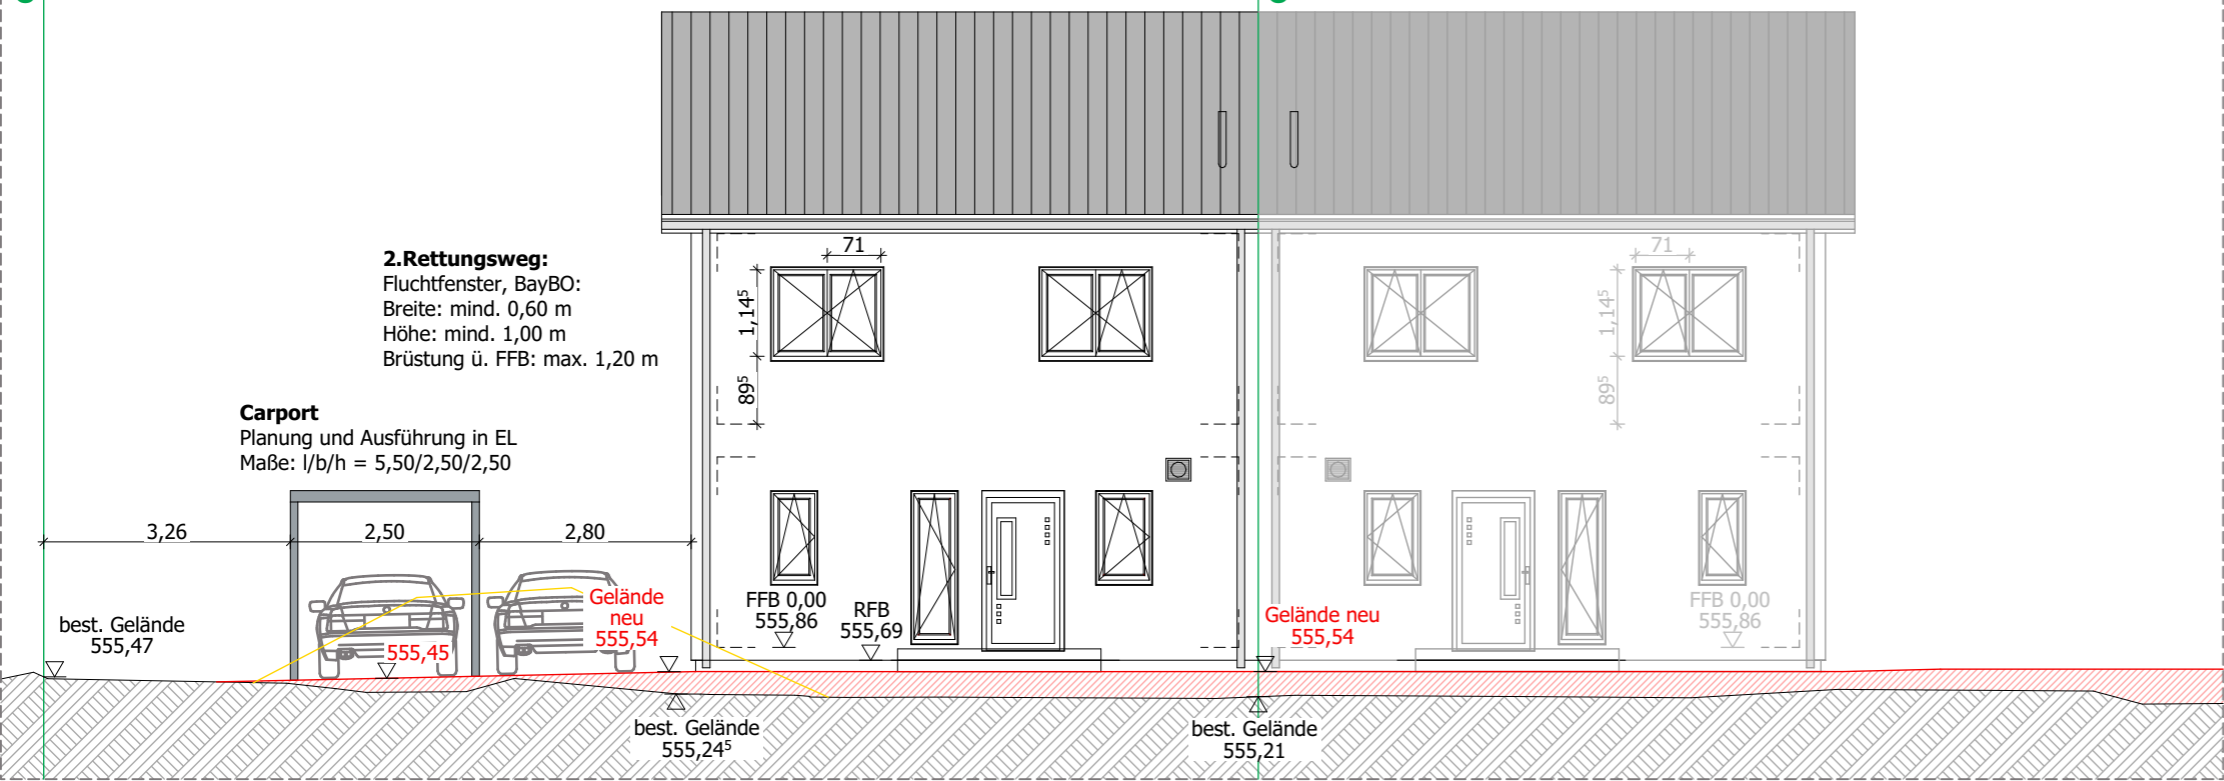 71
71
2.Rettungsweg:
Fluchtfenster, BayBO:
Breite: mind. 0,60 m
Höhe: mind. 1,00 m
Brüstung ü. FFB: max. 1,20 m
1,14⁵
1,14⁵
89⁵
89⁵
Carport
Planung und Ausführung in EL
Maße: l/b/h = 5,50/2,50/2,50
3,26
2,50
2,80
best. Gelände
555,47
555,45
Gelände
neu
555,54
FFB 0,00
555,86
RFB
555,69
Gelände neu
555,54
FFB 0,00
555,86
best. Gelände
555,24⁵
best. Gelände
555,21